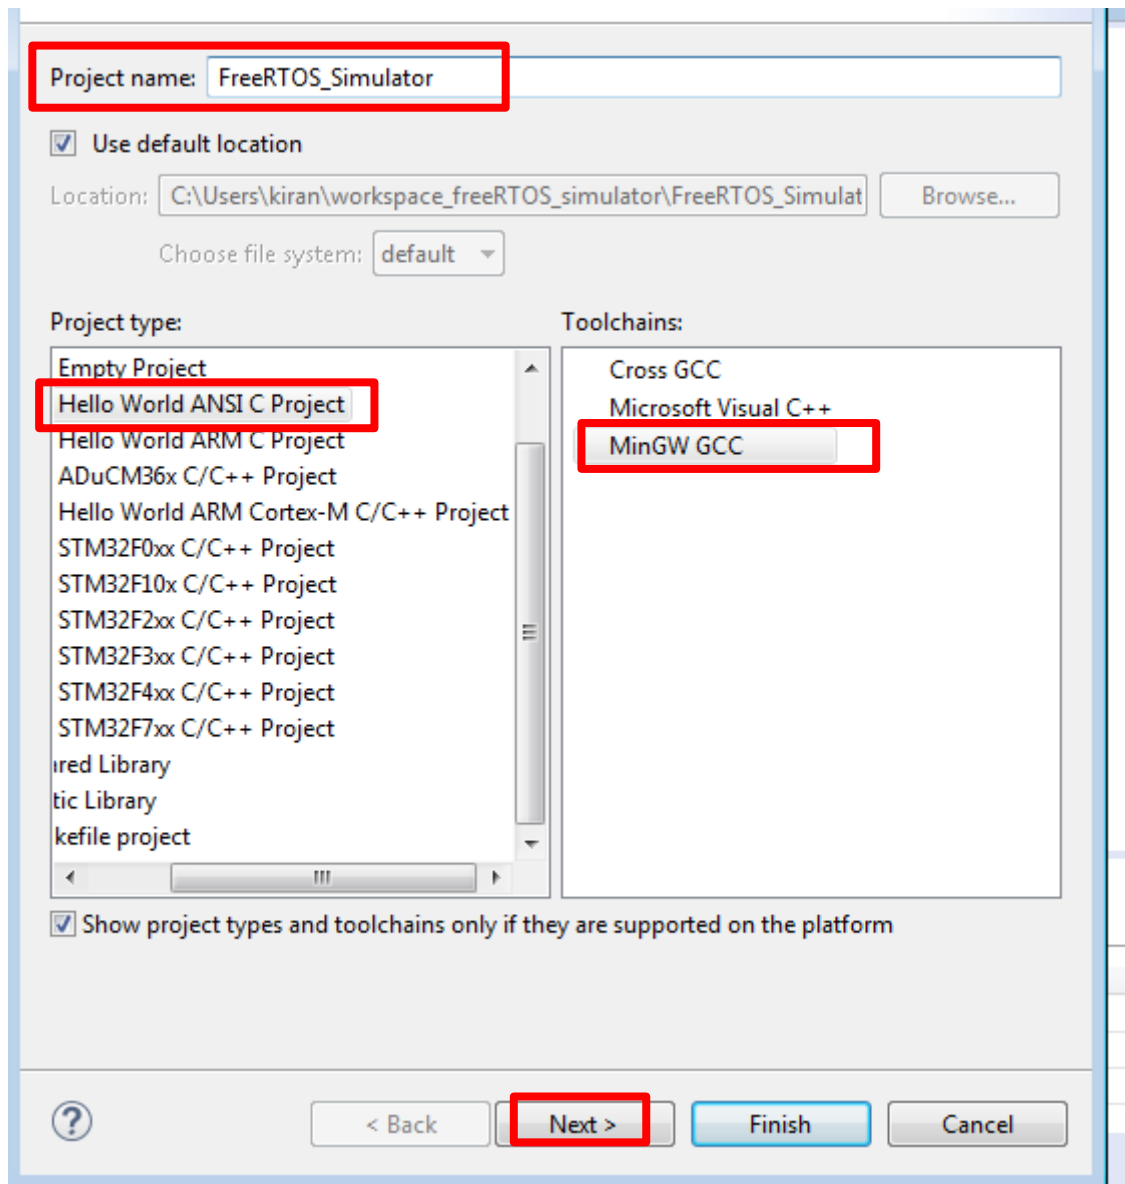 Project name: FreeRTOS_Simulator
Use default location
Location: C:\Users\kiran\workspace_freeRTOS_simulator\FreeRTOS_Simulat Browse...
Choose file system: default
Project type:
Empty Project
Hello World ANSI C Project
Hello World ARM C Project
ADuCM36x C/C++ Project
Hello World ARM Cortex-M C/C++ Project
STM32F0xx C/C++ Project
STM32F10x C/C++ Project
STM32F2xx C/C++ Project
STM32F3xx C/C++ Project
STM32F4xx C/C++ Project
STM32F7xx C/C++ Project
ared Library
tic Library
kefile project
Toolchains:
Cross GCC
Microsoft Visual C++
MinGW GCC
Show project types and toolchains only if they are supported on the platform
? < Back Next > Finish Cancel